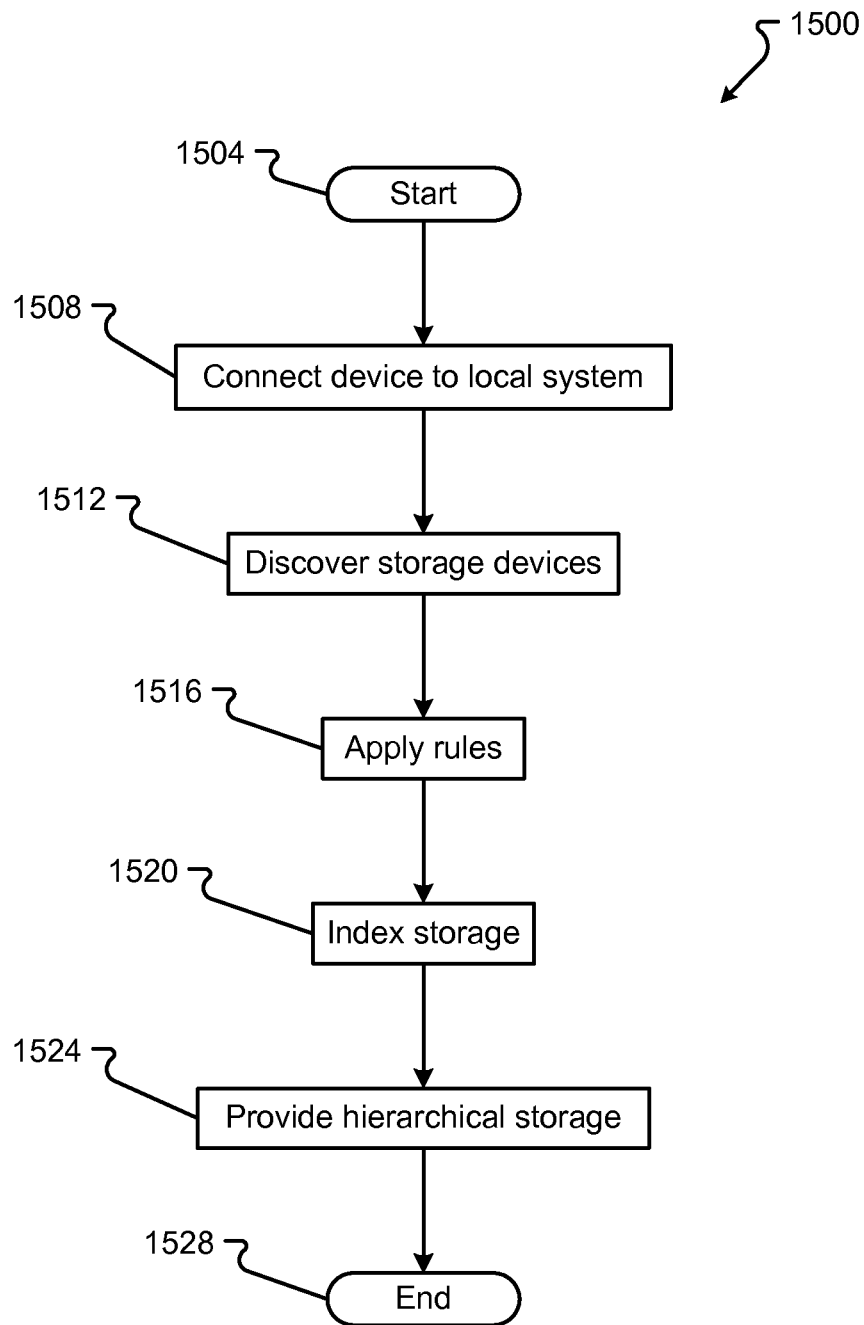 1500
1504
Start
1508
Connect device to local system
1512
Discover storage devices
1516
Apply rules
1520
Index storage
1524
Provide hierarchical storage
1528
End